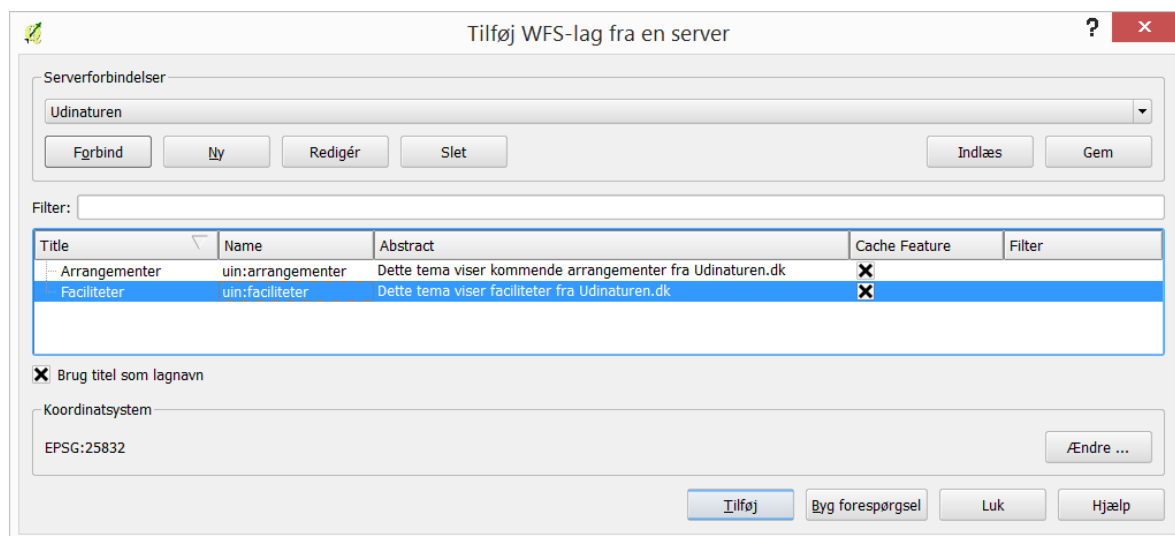 Tilføj WFS-lag fra en server
Serverforbindelser
Udinaturen
Forbind Ny Redigér Slet Indlæs Gem
Filter:
Title Name Abstract Cache Feature Filter
Arrangementer uin:arrangementer Dette tema viser kommende arrangementer fra Udinaturen.dk
Faciliteter uin:faciliteter Dette tema viser faciliteter fra Udinaturen.dk
Brug titel som lagnavn
Koordinatsystem
EPSG:25832 Ændre ...
Tilføj Byg forespørgsel Luk Hjælp